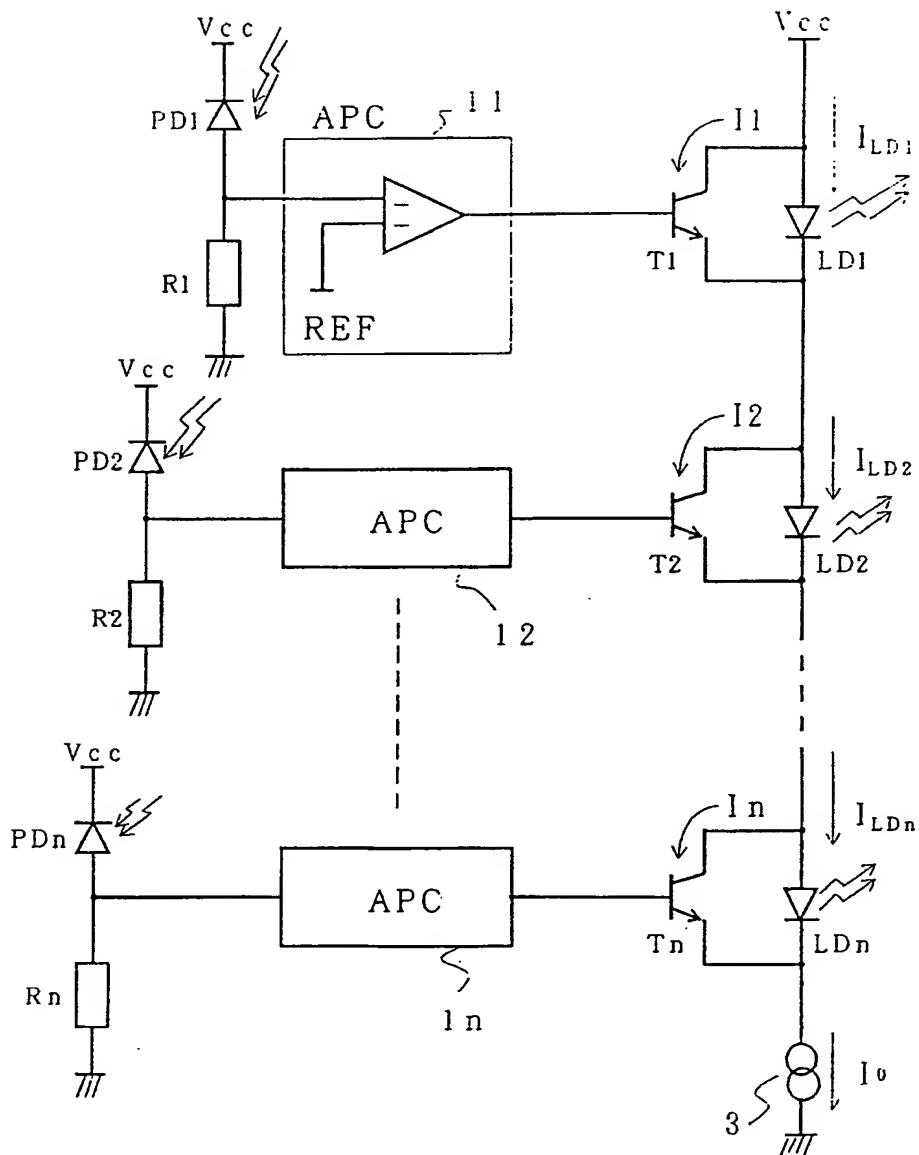 Vcc
Vcc
11
PD1
APC
I1
I_LD1
R1
T1
LD1
REF
Vcc
I2
PD2
I_LD2
APC
T2
LD2
R2
12
Vcc
In
PDn
I_LDn
APC
Tn
LDn
Rn
1n
3
I0